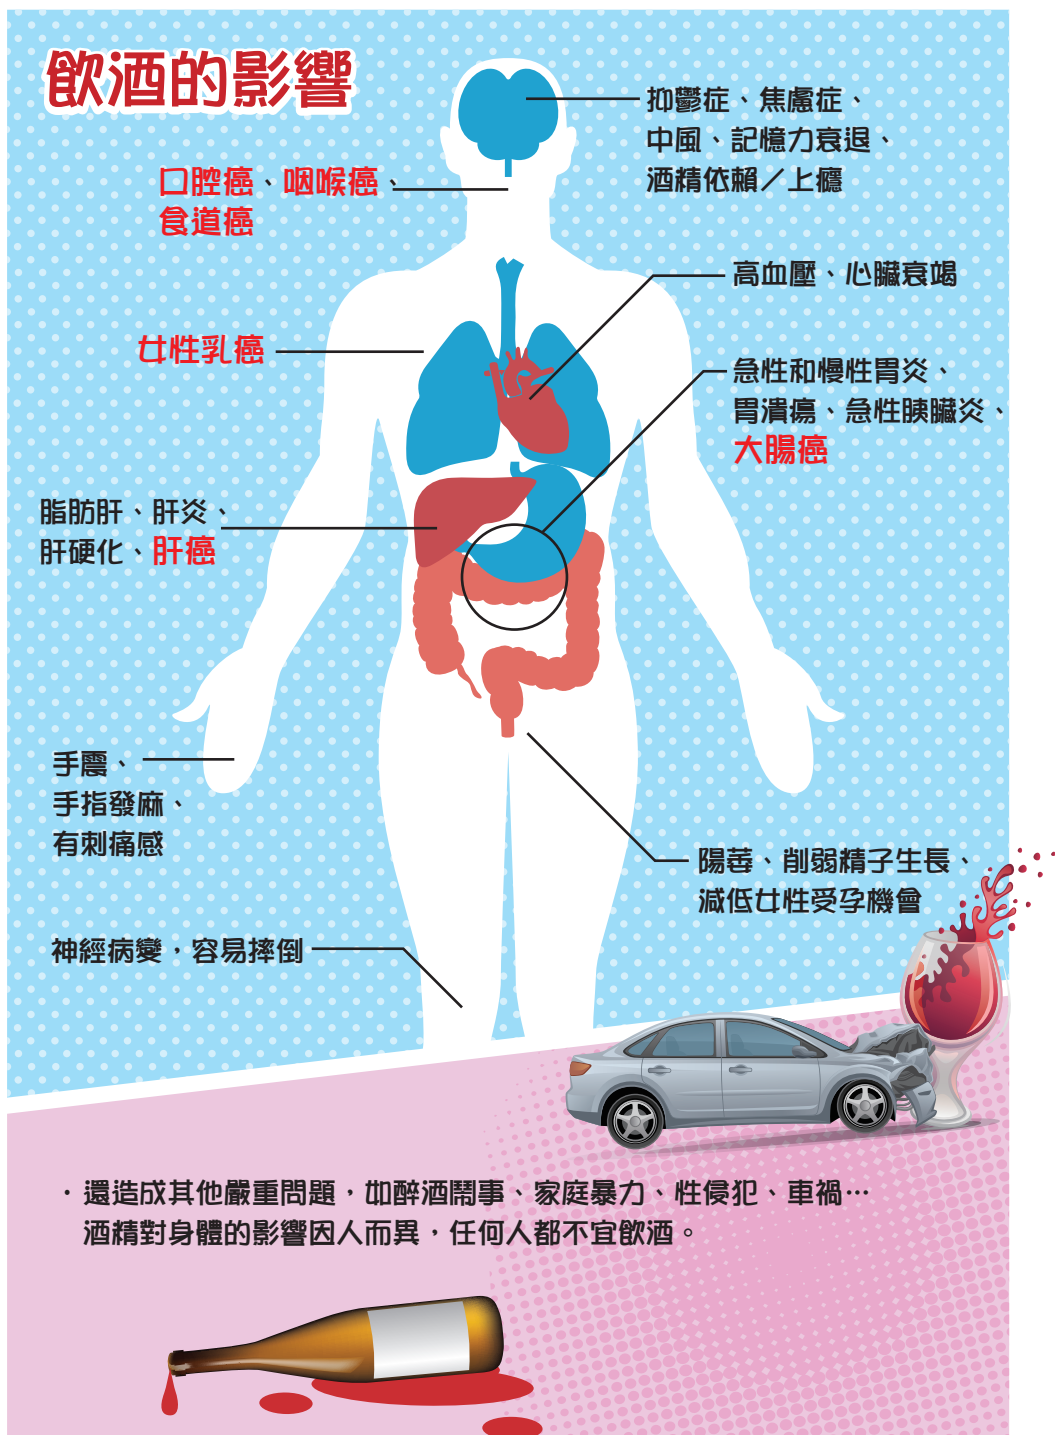 飲酒的影響
抑鬱症、焦慮症、
中風、記憶力衰退、
酒精依賴／上癮
口腔癌、咽喉癌、
食道癌
高血壓、心臟衰竭
女性乳癌
急性和慢性胃炎、
胃潰瘍、急性胰臟炎、
大腸癌
脂肪肝、肝炎、
肝硬化、肝癌
手震、
手指發麻、
有刺痛感
陽萎、削弱精子生長、
減低女性受孕機會
神經病變，容易摔倒
·還造成其他嚴重問題，如醉酒鬧事、家庭暴力、性侵犯、車禍…
酒精對身體的影響因人而異，任何人都不宜飲酒。